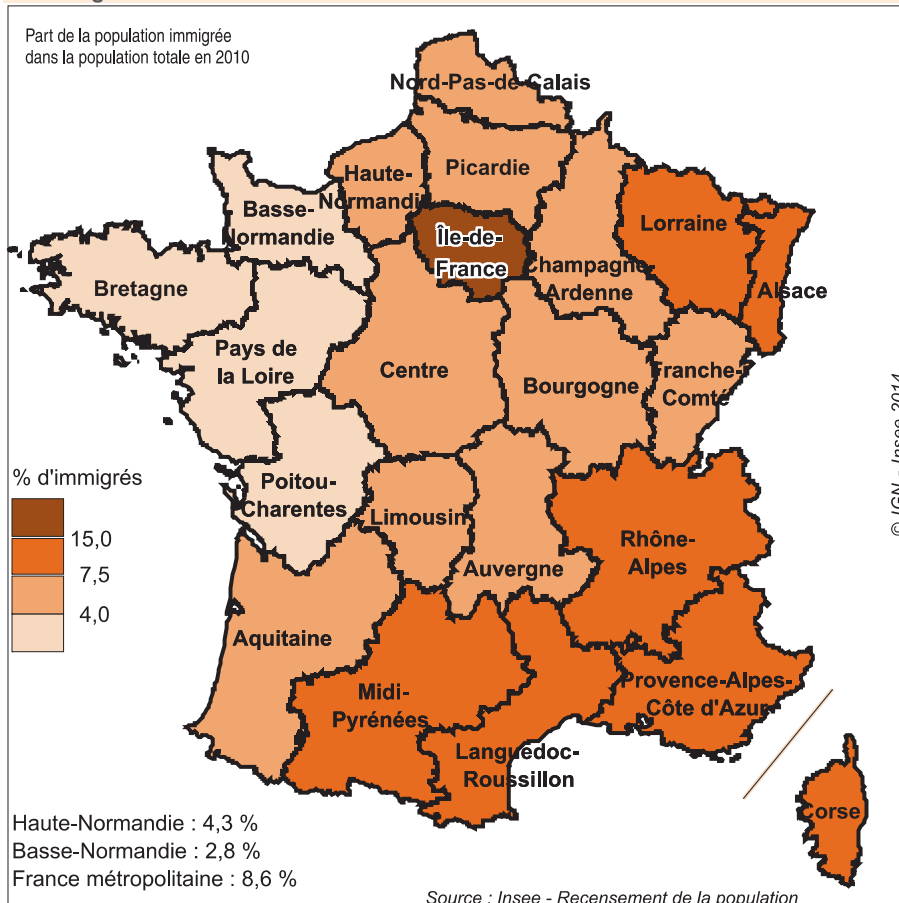 Part de la population immigrée
dans la population totale en 2010
Nord-Pas-de-Calais
Picardie
Haute-
Normandie
Basse-
Normandie
Île-de-
France
Champagne
Ardenne
Lorraine
Alsace
Bretagne
Pays de
la Loire
Centre
Bourgogne
Franche-
Comté
Poitou-
Charentes
Limousin
Auvergne
Rhône-
Alpes
Aquitaine
Midi-
Pyrénées
Languedoc-
Roussillon
Provence-Alpes-
Côte d'Azur
Corse
% d'immigrés
15,0
7,5
4,0
Haute-Normandie : 4,3 %
Basse-Normandie : 2,8 %
France métropolitaine : 8,6 %
Source : Insee - Recensement de la population
© IGN - Insee 2014